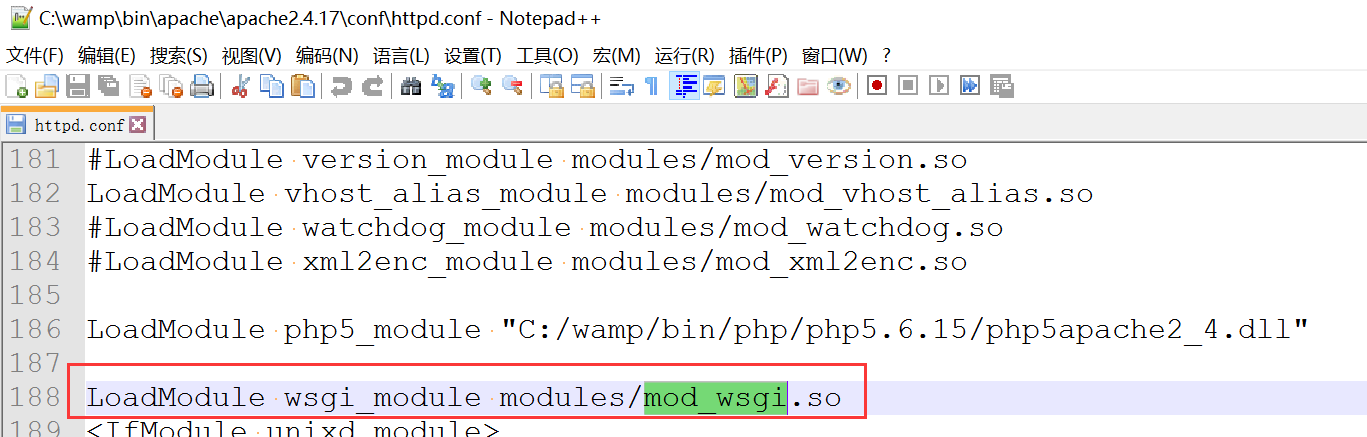 C:\wamp\bin\apache\apache2.4.17\conf\httpd.conf - Notepad++
文件(F) 编辑(E) 搜索(S) 视图(V) 编码(N) 语言(L) 设置(T) 工具(O) 宏(M) 运行(R) 插件(P) 窗口(W) ?
httpd.conf
181 #LoadModule version_module modules/mod_version.so
182 LoadModule vhost_alias_module modules/mod_vhost_alias.so
183 #LoadModule watchdog_module modules/mod_watchdog.so
184 #LoadModule xml2enc_module modules/mod_xml2enc.so
185
186 LoadModule php5_module "C:/wamp/bin/php/php5.6.15/php5apache2_4.dll"
187
188 LoadModule wsgi_module modules/mod_wsgi.so
189 <IfModule unixd_module>